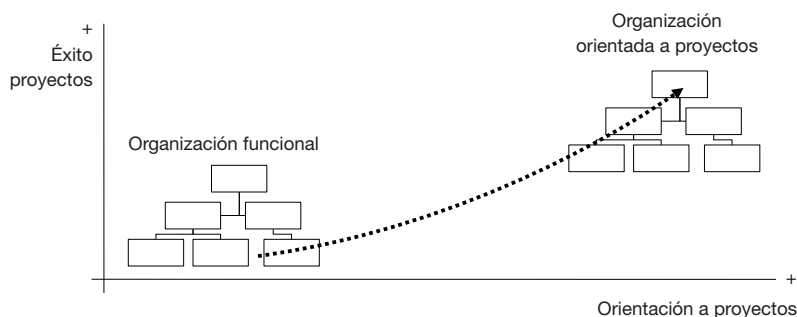 +
Éxito
proyectos
Organización
orientada a proyectos
Organización funcional
+
Orientación a proyectos